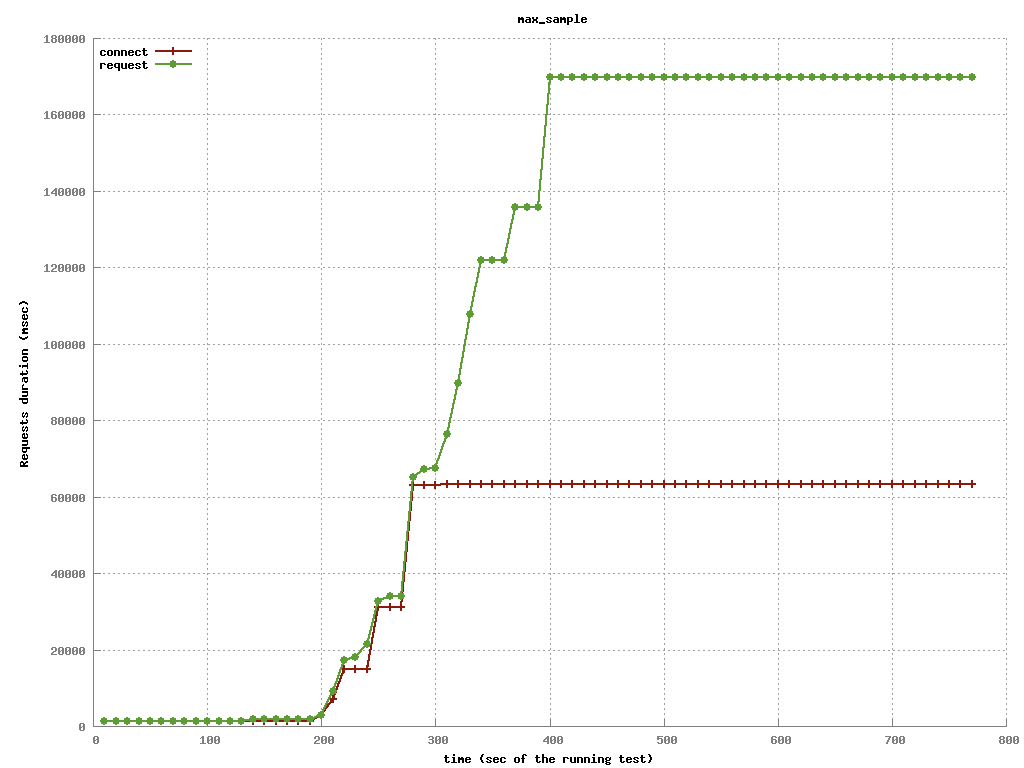 max_sample
connect
request
180000
160000
140000
120000
100000
80000
60000
40000
20000
0
Requests duration (msec)
0 100 200 300 400 500 600 700 800
time (sec of the running test)